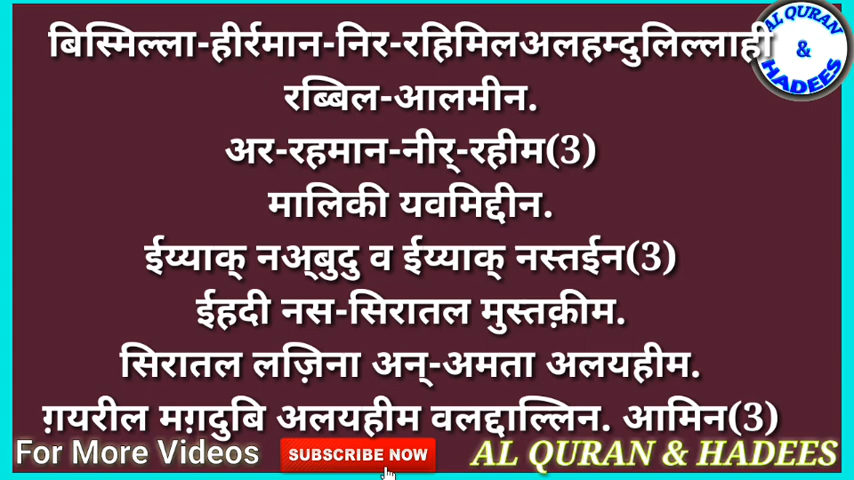 बिस्मिल्ला-हीर्रमान-निर-रहिमिलअलहम्दुलिल्लाही
रब्बिल-आलमीन.
अर-रहमान-नीर्-रहीम(3)
मालिकी यवमिद्दीन.
ईय्याक् नअ्बुदु व ईय्याक् नस्तईन(3)
ईहदी नस-सिरातल मुस्तक़ीम.
सिरातल लज़िना अन्-अमता अलयहीम.
ग़यरील मग़दुबि अलयहीम वलद्दाल्लिन. आमिन(3)
AL QURAN
&
HADEES
For More Videos
SUBSCRIBE NOW
AL QURAN & HADEES